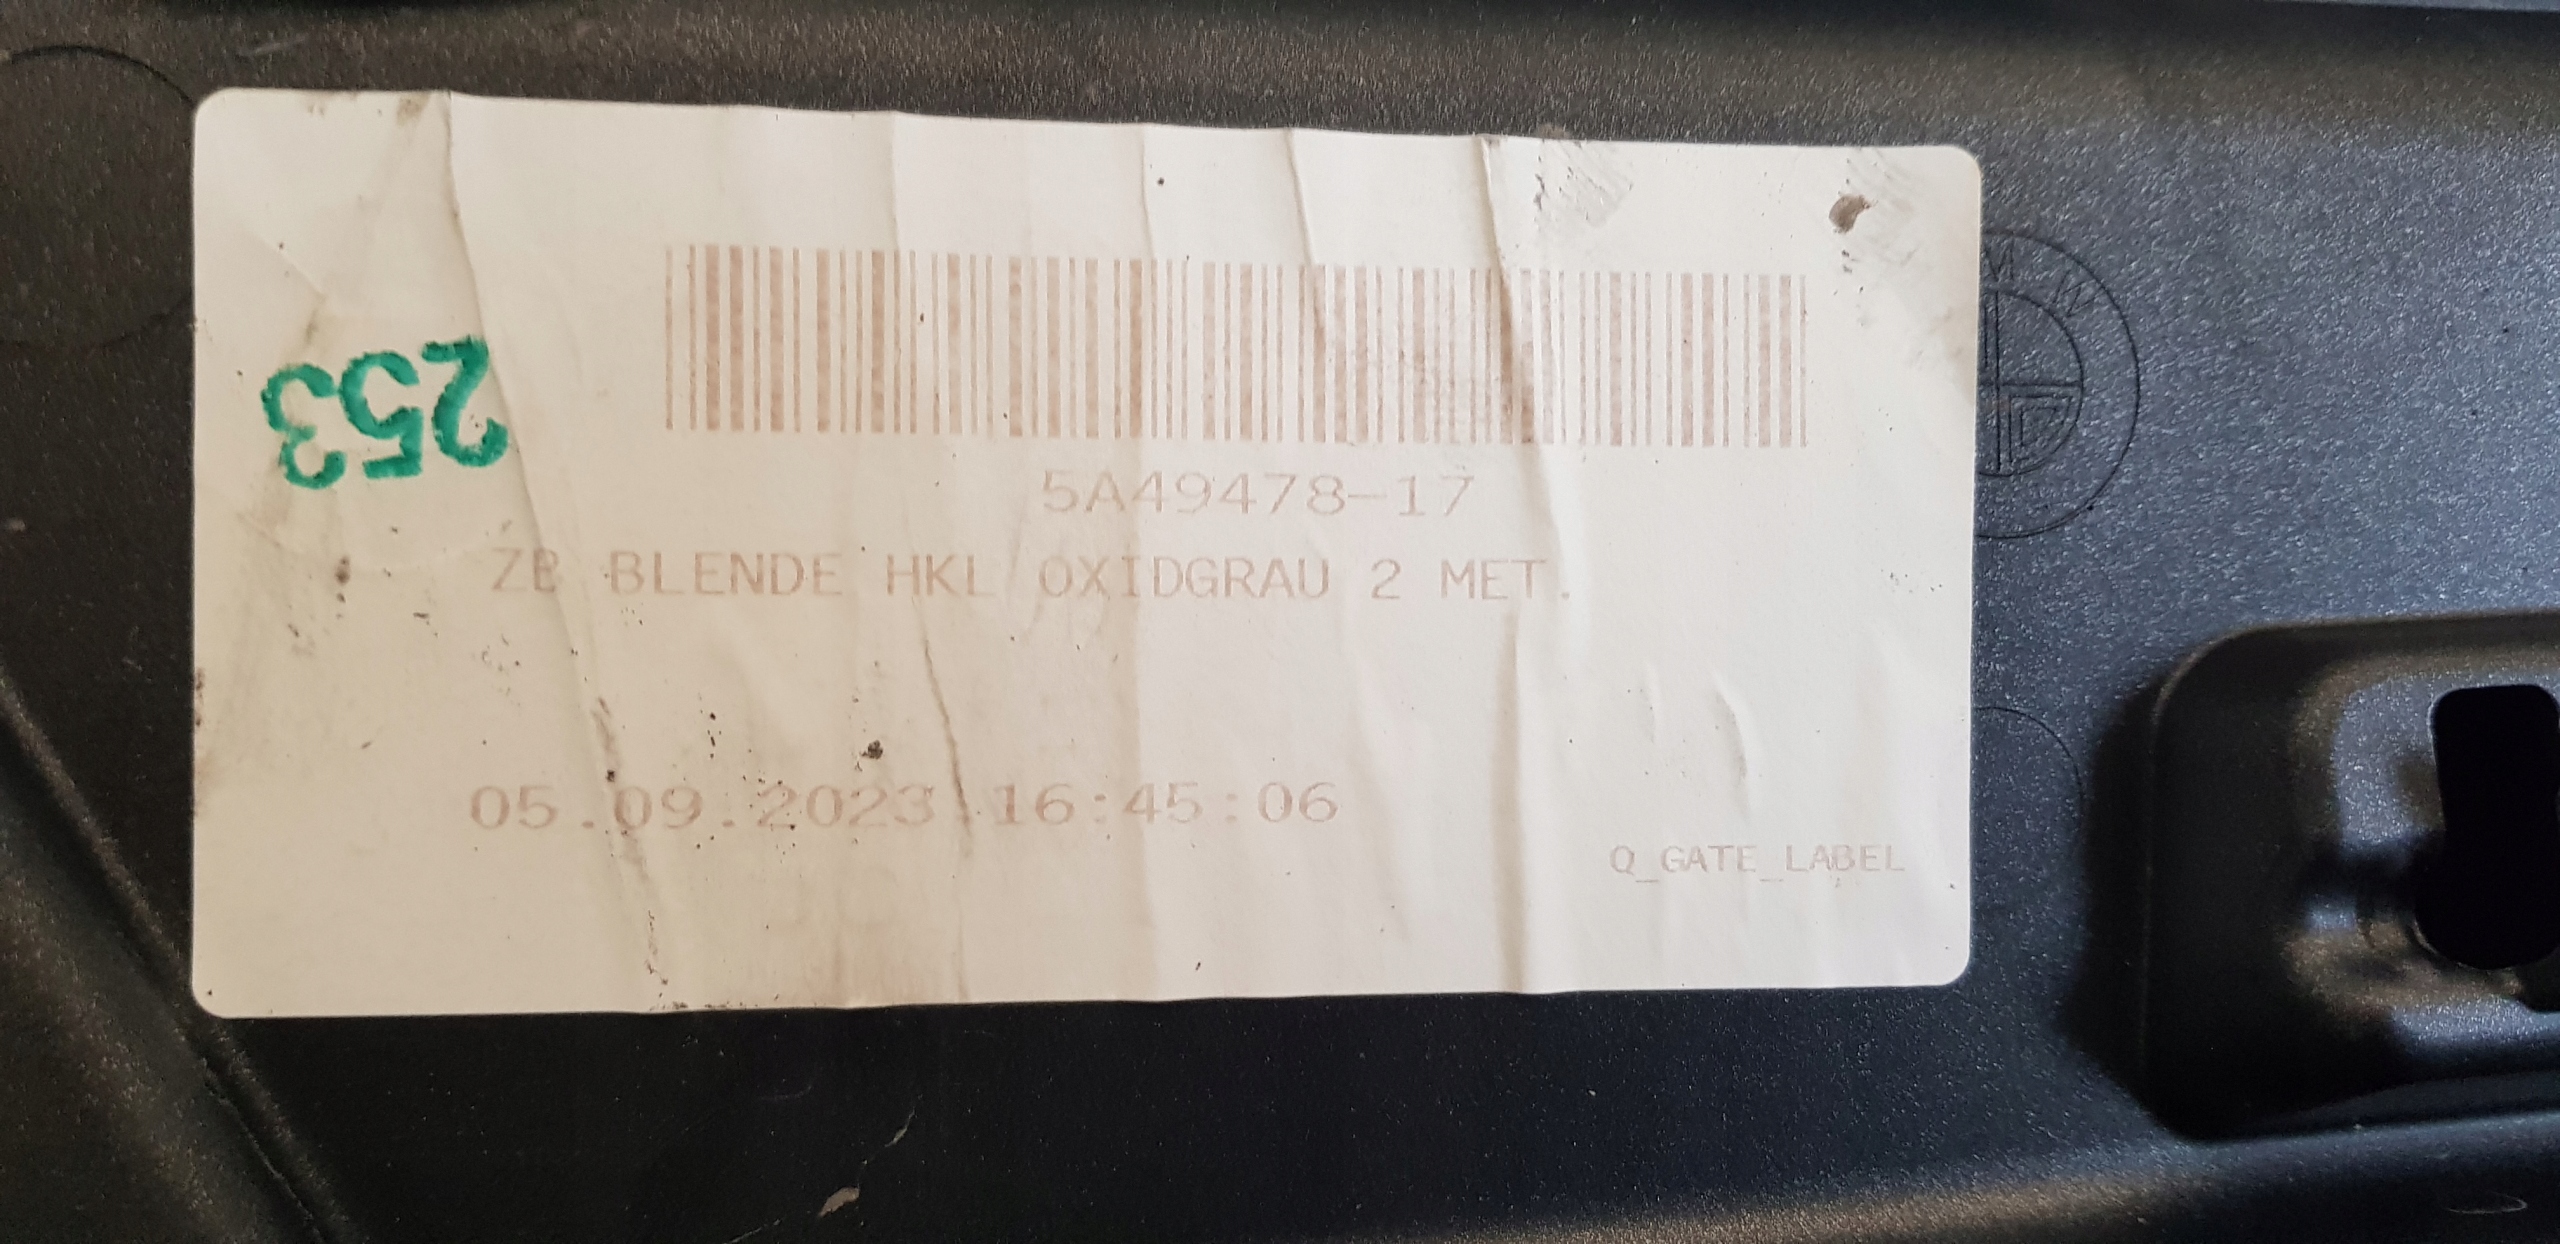 253
5A49478-17
ZB BLENDE HKL OXIDGRAU 2 MET.
05.09.2023 16:45:06
Q_GATE_LABEL
M W